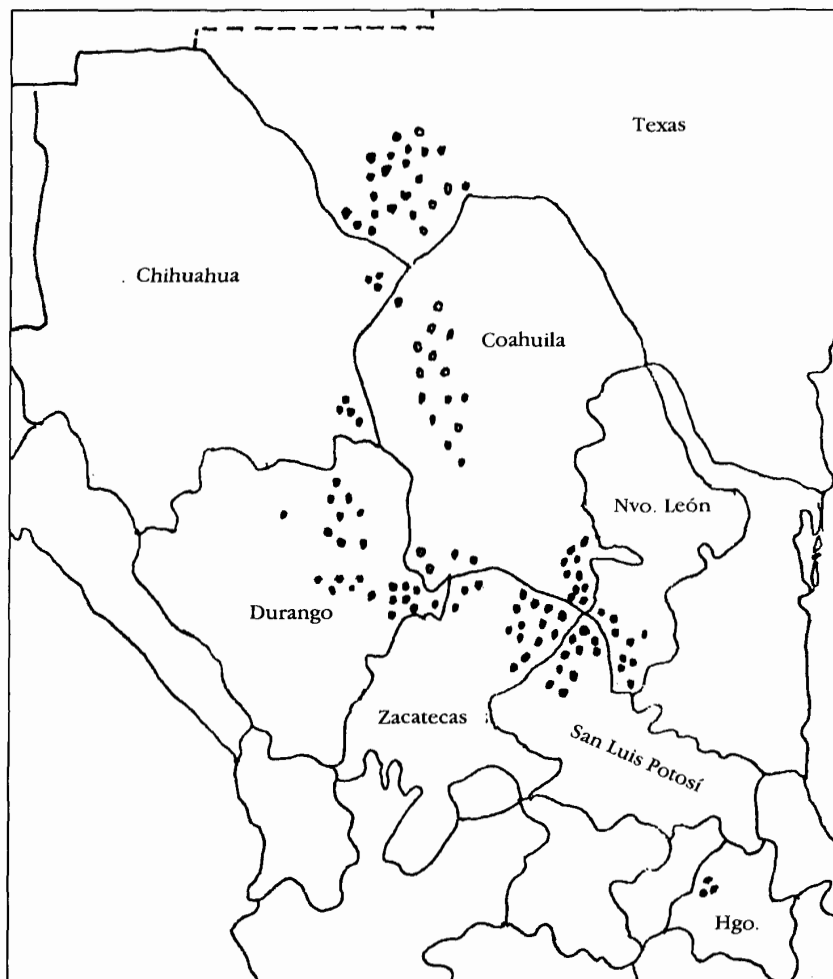 Texas
Chihuahua
Coahuila
Nvo. León
Durango
Zacatecas
San Luis Potosí
Hgo.